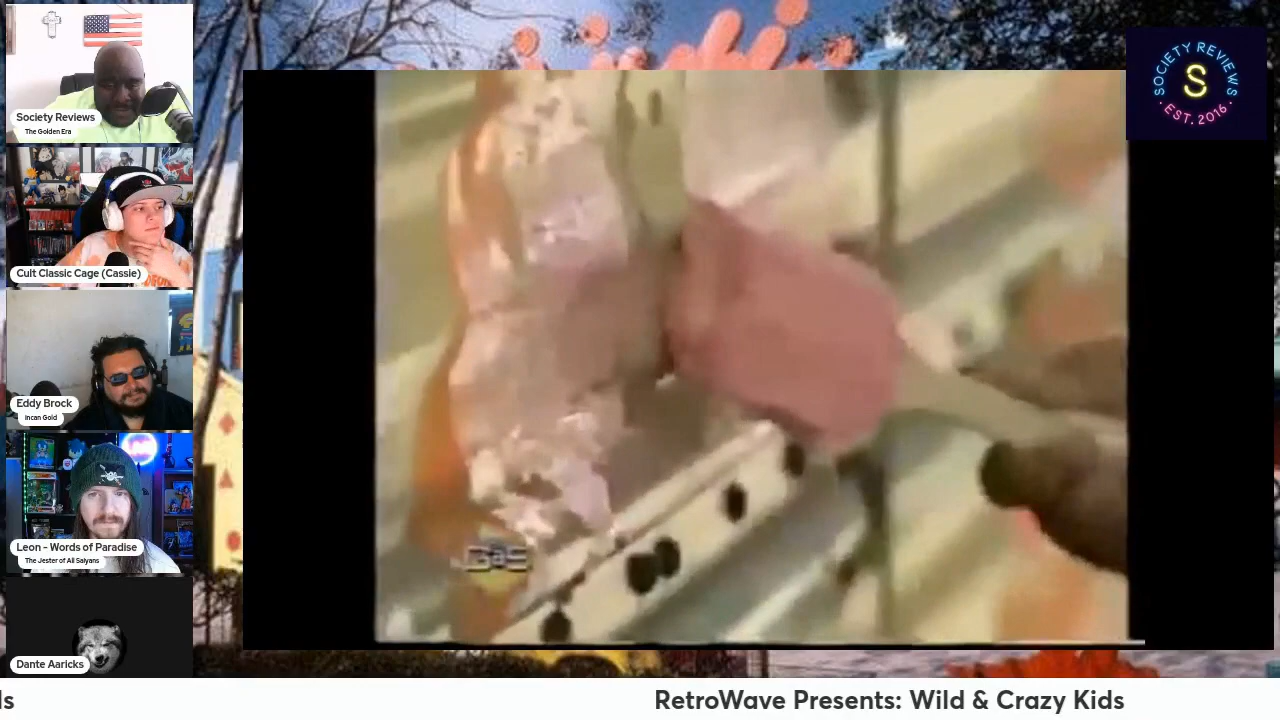 Society Reviews
The Golden Era
Cult Classic Cage (Cassie)
Eddy Brock
Incan Gold
Leon - Words of Paradise
The Jester of All Saiyans
Dante Aaricks
SOCIETY REVIEWS
S
· EST. 2016 ·
GAS
ls
RetroWave Presents: Wild & Crazy Kids